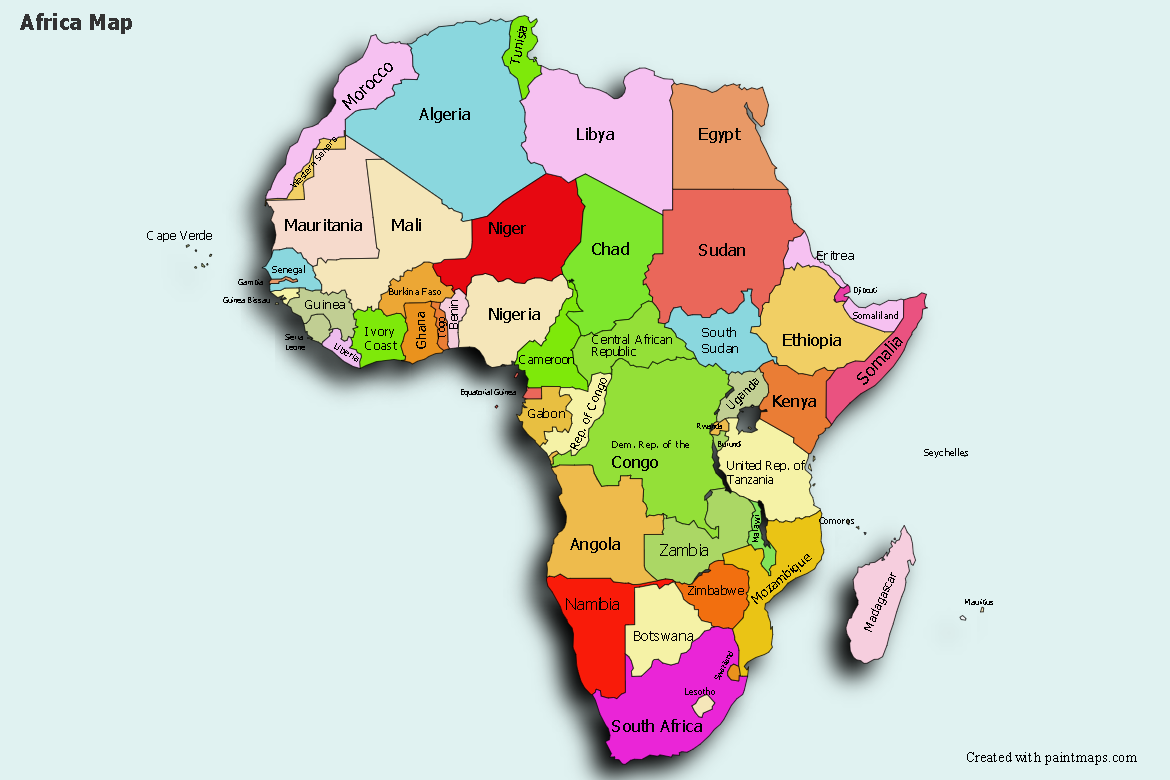 Africa Map
Tunisia
Morocco
Algeria
Libya
Egypt
Western Sahara
Mauritania
Mali
Niger
Chad
Sudan
Cape Verde
Eritrea
Senegal
Gambia
Guinea Bissau
Guinea
Burkina Faso
Djibouti
Somaliland
Sierra
Leone
Liberia
Ivory
Coast
Ghana
Togo
Benin
Nigeria
Cameroon
Central African
Republic
South
Sudan
Ethiopia
Somalia
Equatorial Guinea
Gabon
Rep. of Congo
Uganda
Kenya
Rwanda
Burundi
Dem. Rep. of the
Congo
United Rep. of
Tanzania
Seychelles
Comoros
Angola
Zambia
Malawi
Mozambique
Madagascar
Mauritius
Nambia
Zimbabwe
Botswana
Swaziland
Lesotho
South Africa
Created with paintmaps.com